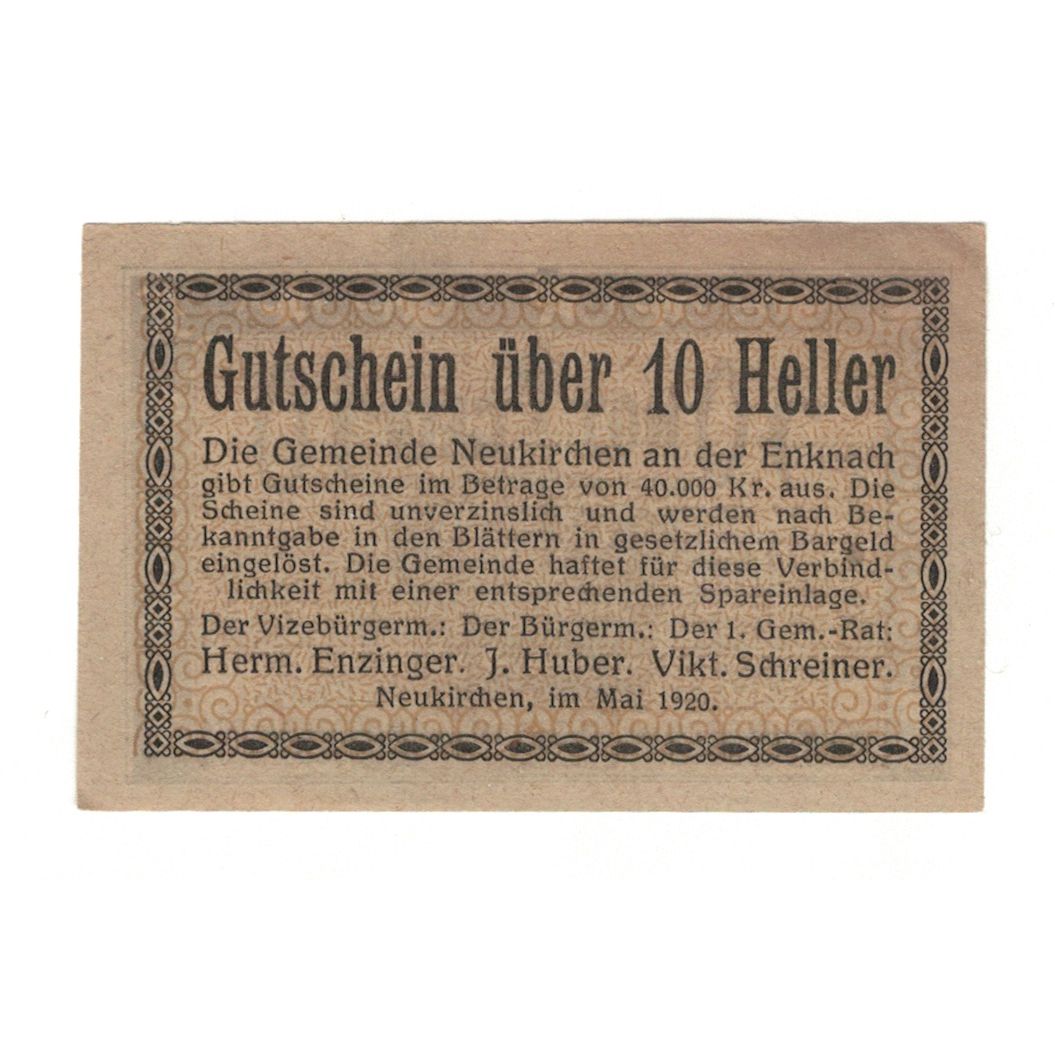 Gutschein über 10 Heller
Die Gemeinde Neukirchen an der Enknach
gibt Gutscheine im Betrage von 40.000 Kr. aus. Die
Scheine sind unverzinslich und werden nach Be-
kanntgabe in den Blättern in gesetzlichem Bargeld
eingelöst. Die Gemeinde haftet für diese Verbind-
lichkeit mit einer entsprechenden Spareinlage.
Der Vizebürgerm.: Der Bürgerm.: Der 1. Gem.-Rat:
Herm. Enzinger. J. Huber. Vikt. Schreiner.
Neukirchen, im Mai 1920.